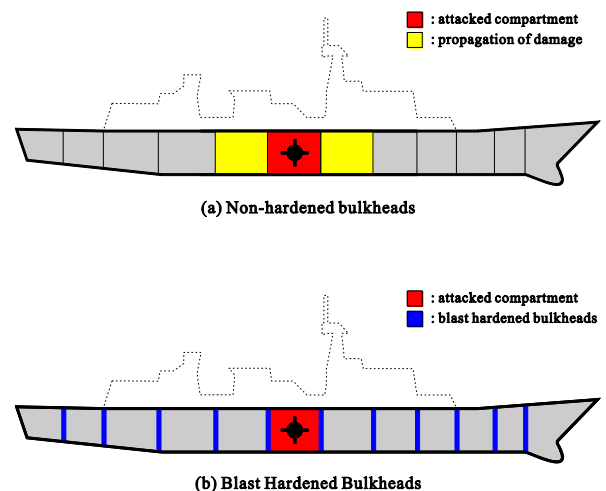 : attacked compartment
: propagation of damage
(a) Non-hardened bulkheads
: attacked compartment
: blast hardened bulkheads
(b) Blast Hardened Bulkheads